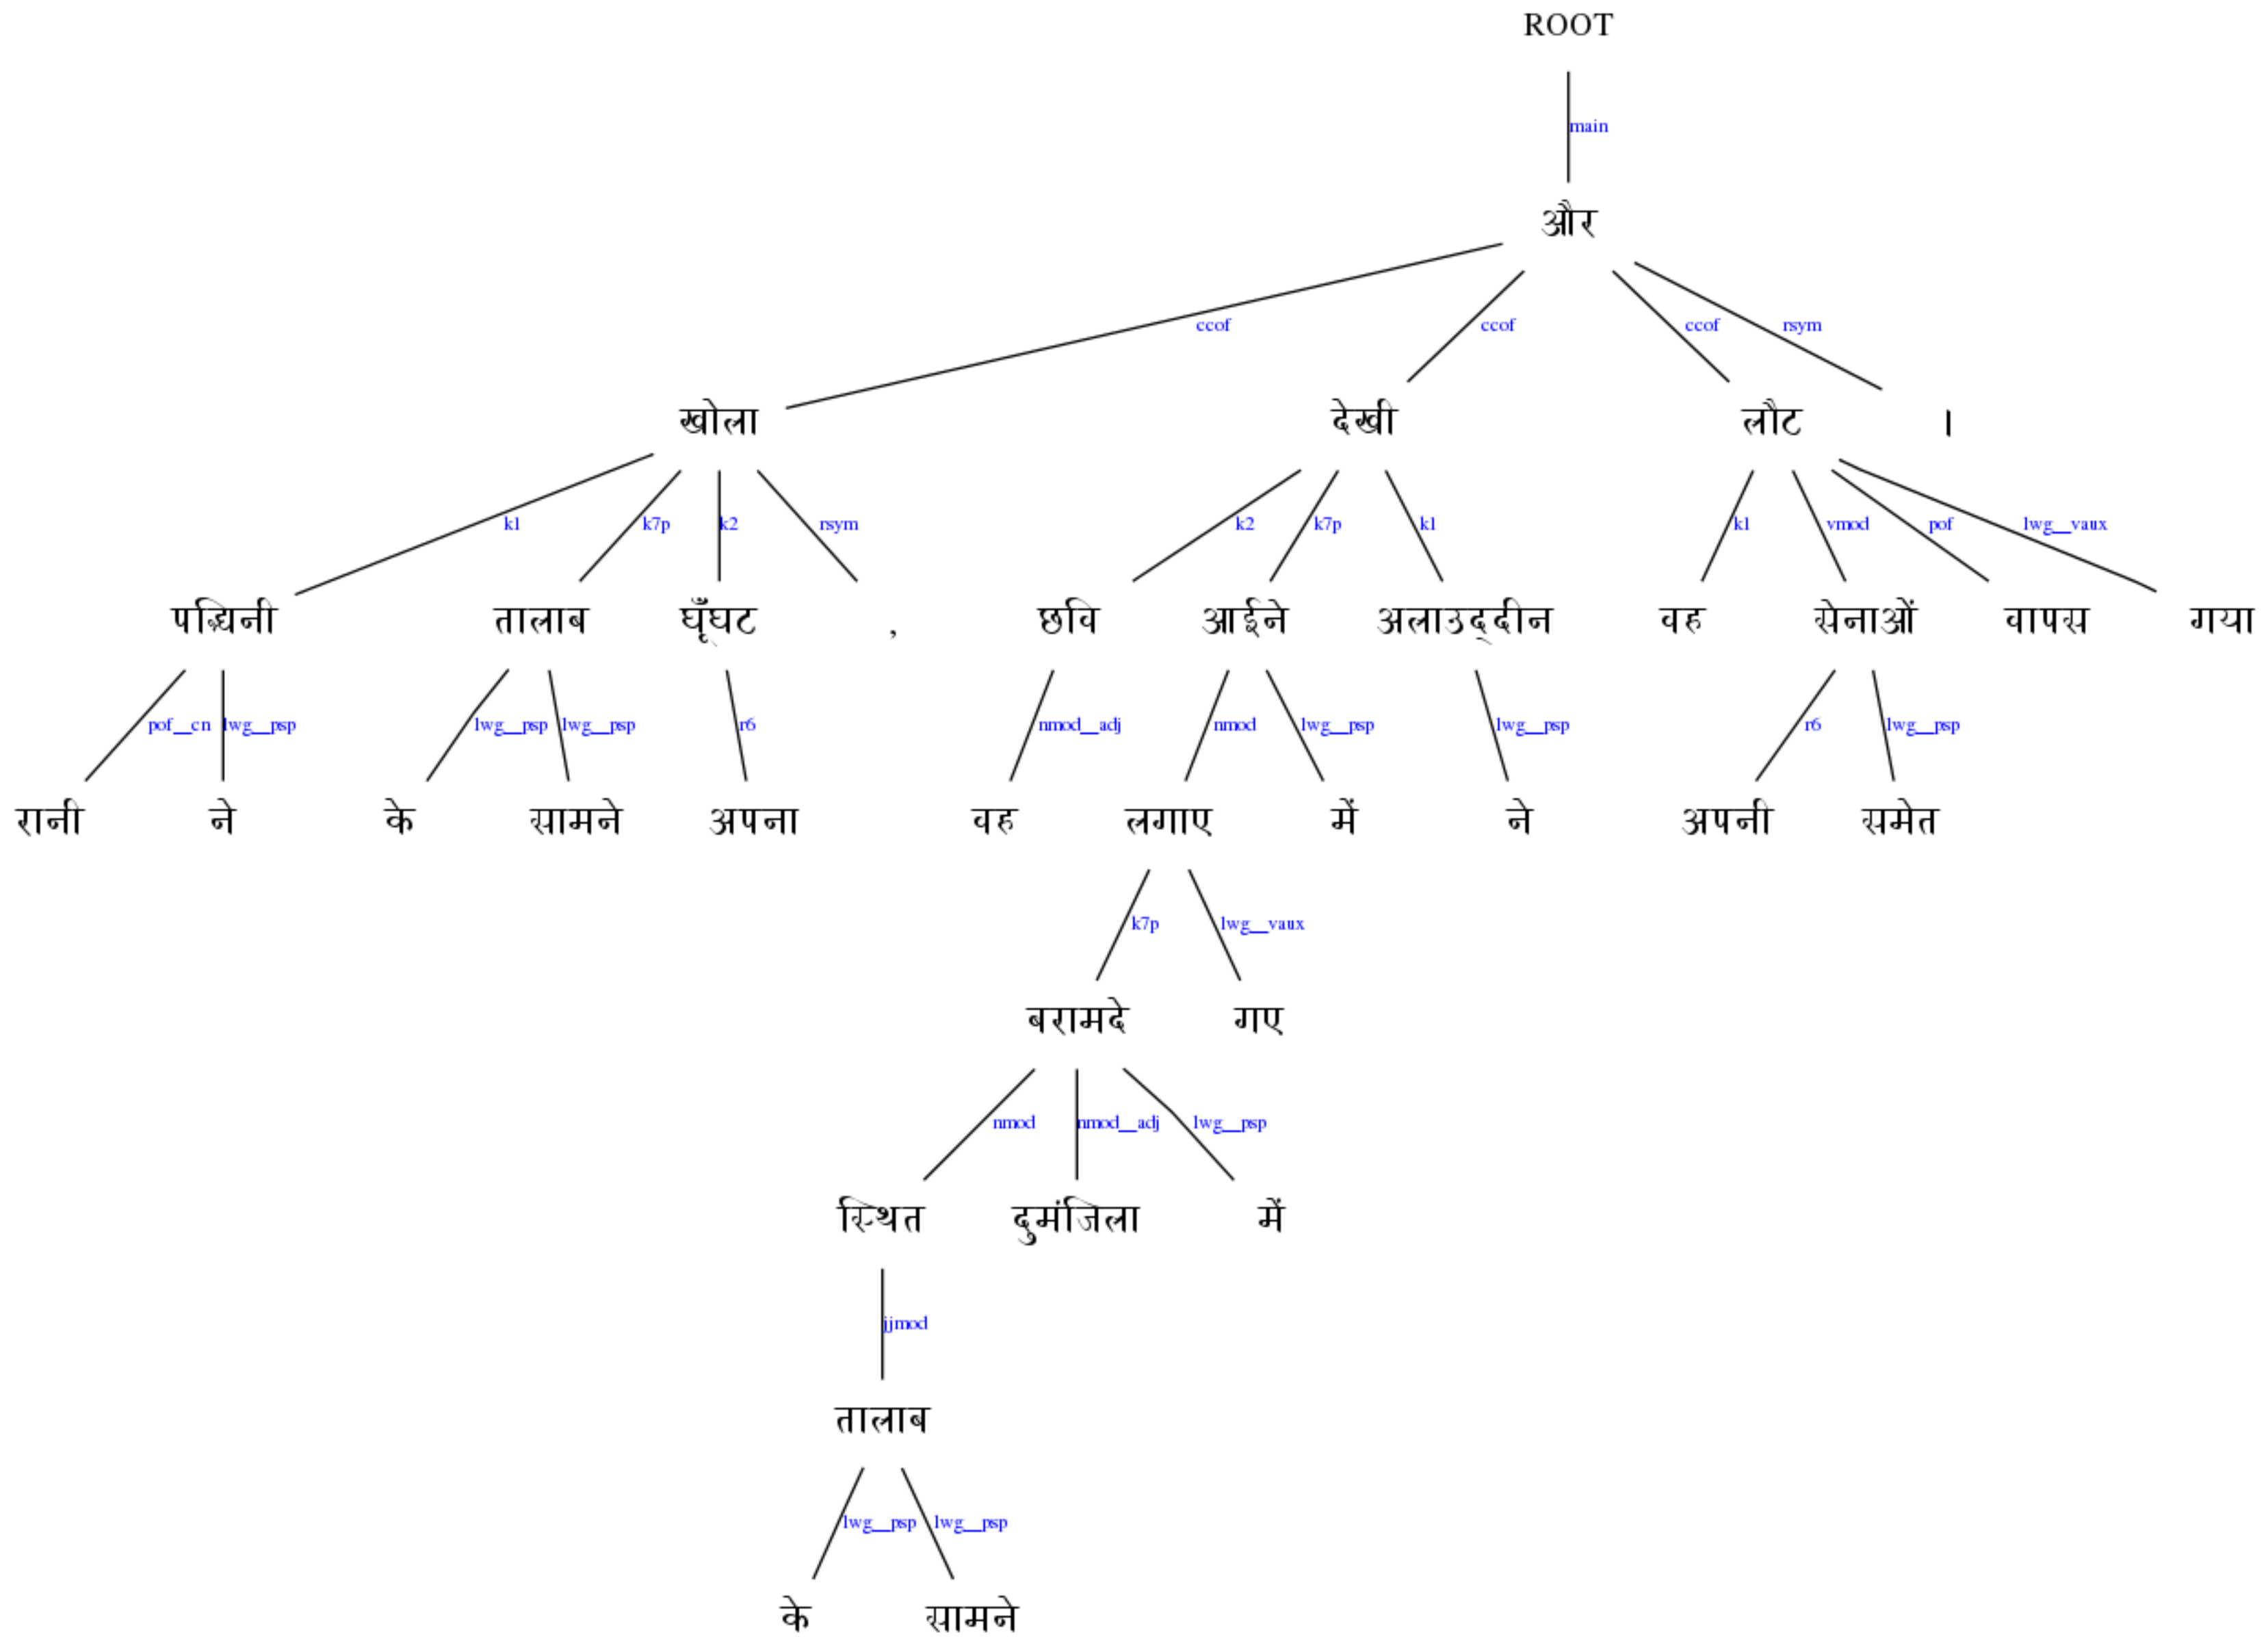 ROOT
main
और
ccof ccof ccof rsym
खोला देखी लौट ।
k1 k7p k2 rsym k2 k7p k1 k1 vmod pof lwg__vaux
पद्मिनी तालाब घूँघट , छवि आईने अलाउद्दीन वह सेनाओं वापस गया
pof__cn lwg__psp lwg__psp lwg__psp r6 nmod__adj nmod lwg__psp lwg__psp r6 lwg__psp
रानी ने के सामने अपना वह लगाए में ने अपनी समेत
k7p lwg__vaux
बरामदे गए
nmod nmod__adj lwg__psp
स्थित दुमंजिला में
jjmod
तालाब
lwg__psp lwg__psp
के सामने